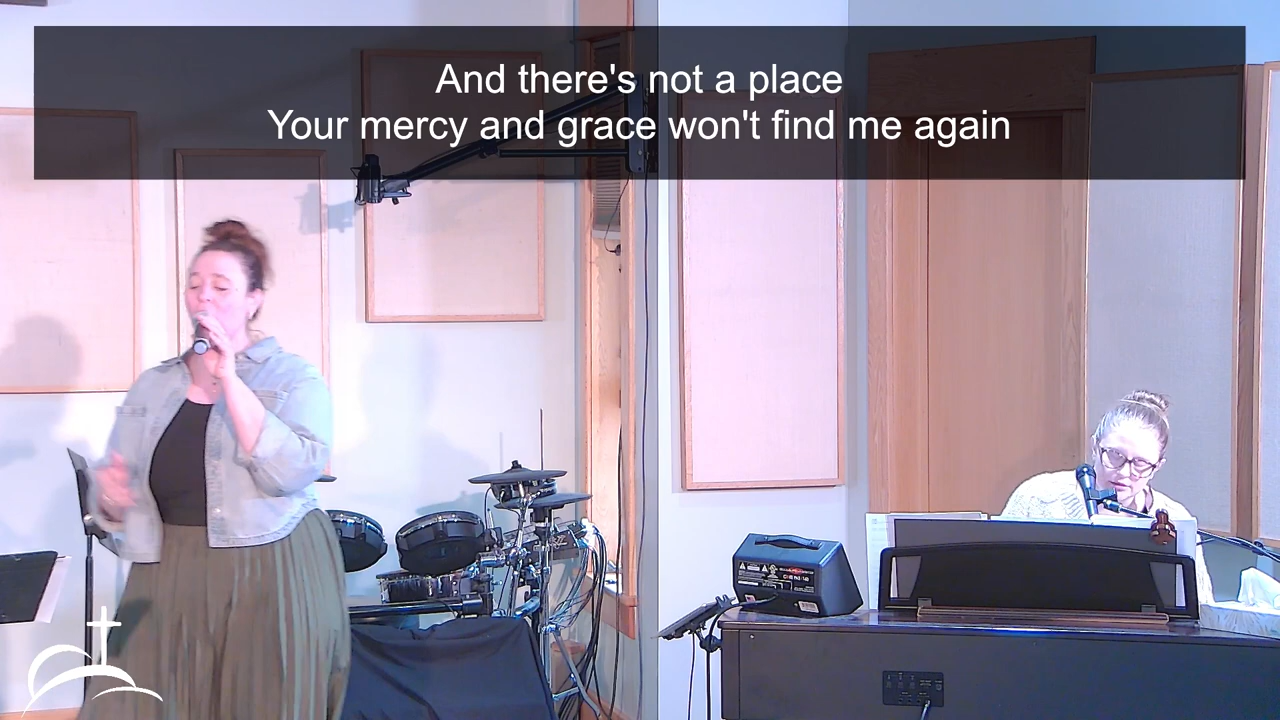 And there's not a place
Your mercy and grace won't find me again